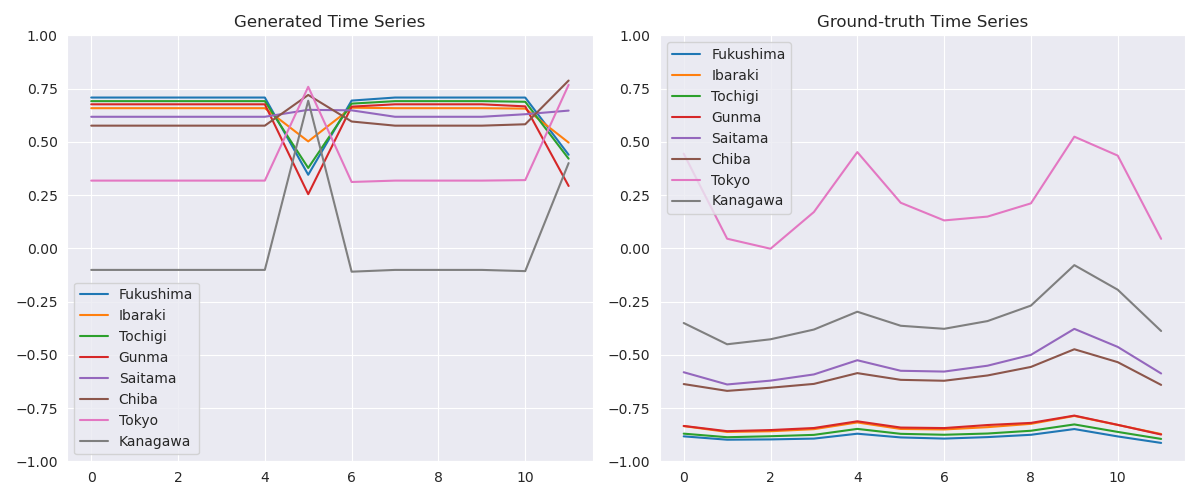 Generated Time Series
1.00
0.75
0.50
0.25
0.00
−0.25
−0.50
−0.75
−1.00
0 2 4 6 8 10
Fukushima
Ibaraki
Tochigi
Gunma
Saitama
Chiba
Tokyo
Kanagawa
Ground-truth Time Series
1.00
0.75
0.50
0.25
0.00
−0.25
−0.50
−0.75
−1.00
0 2 4 6 8 10
Fukushima
Ibaraki
Tochigi
Gunma
Saitama
Chiba
Tokyo
Kanagawa